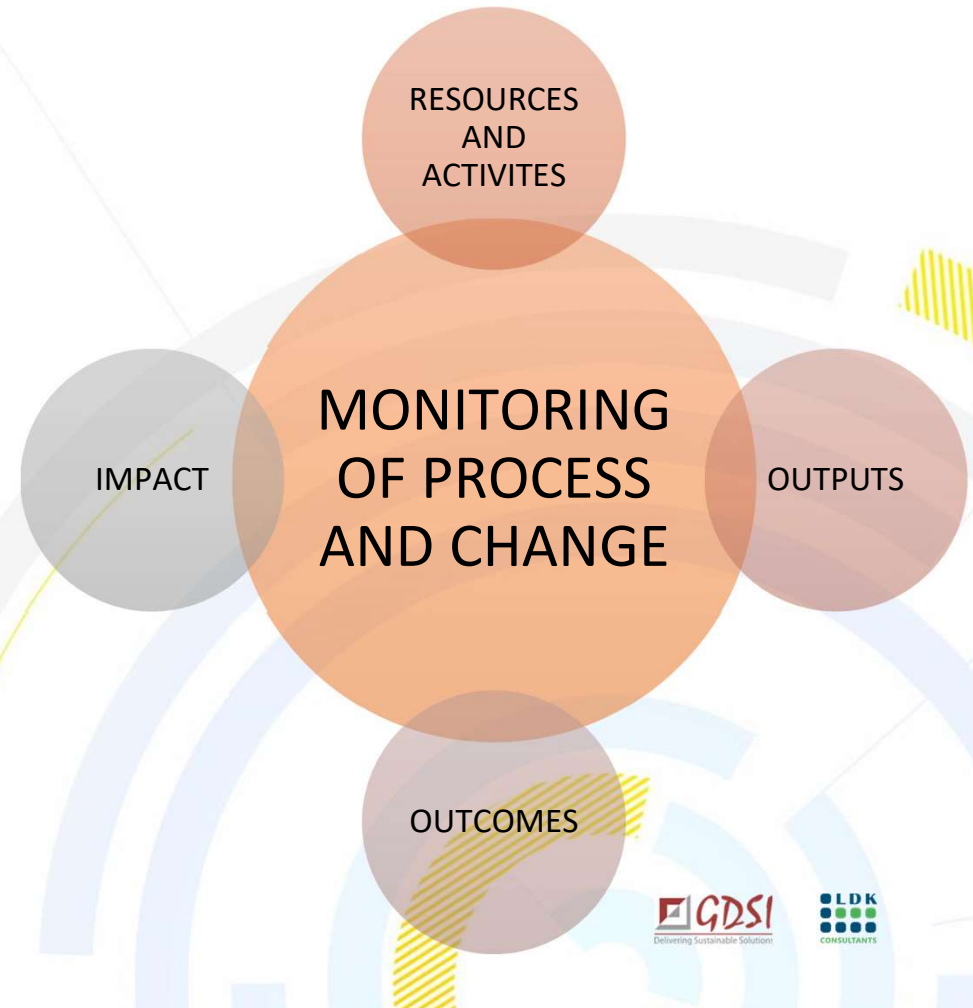 RESOURCES
AND
ACTIVITES
MONITORING
OF PROCESS
AND CHANGE
IMPACT
OUTPUTS
OUTCOMES
GDSI
Delivering Sustainable Solutions
LDK
CONSULTANTS